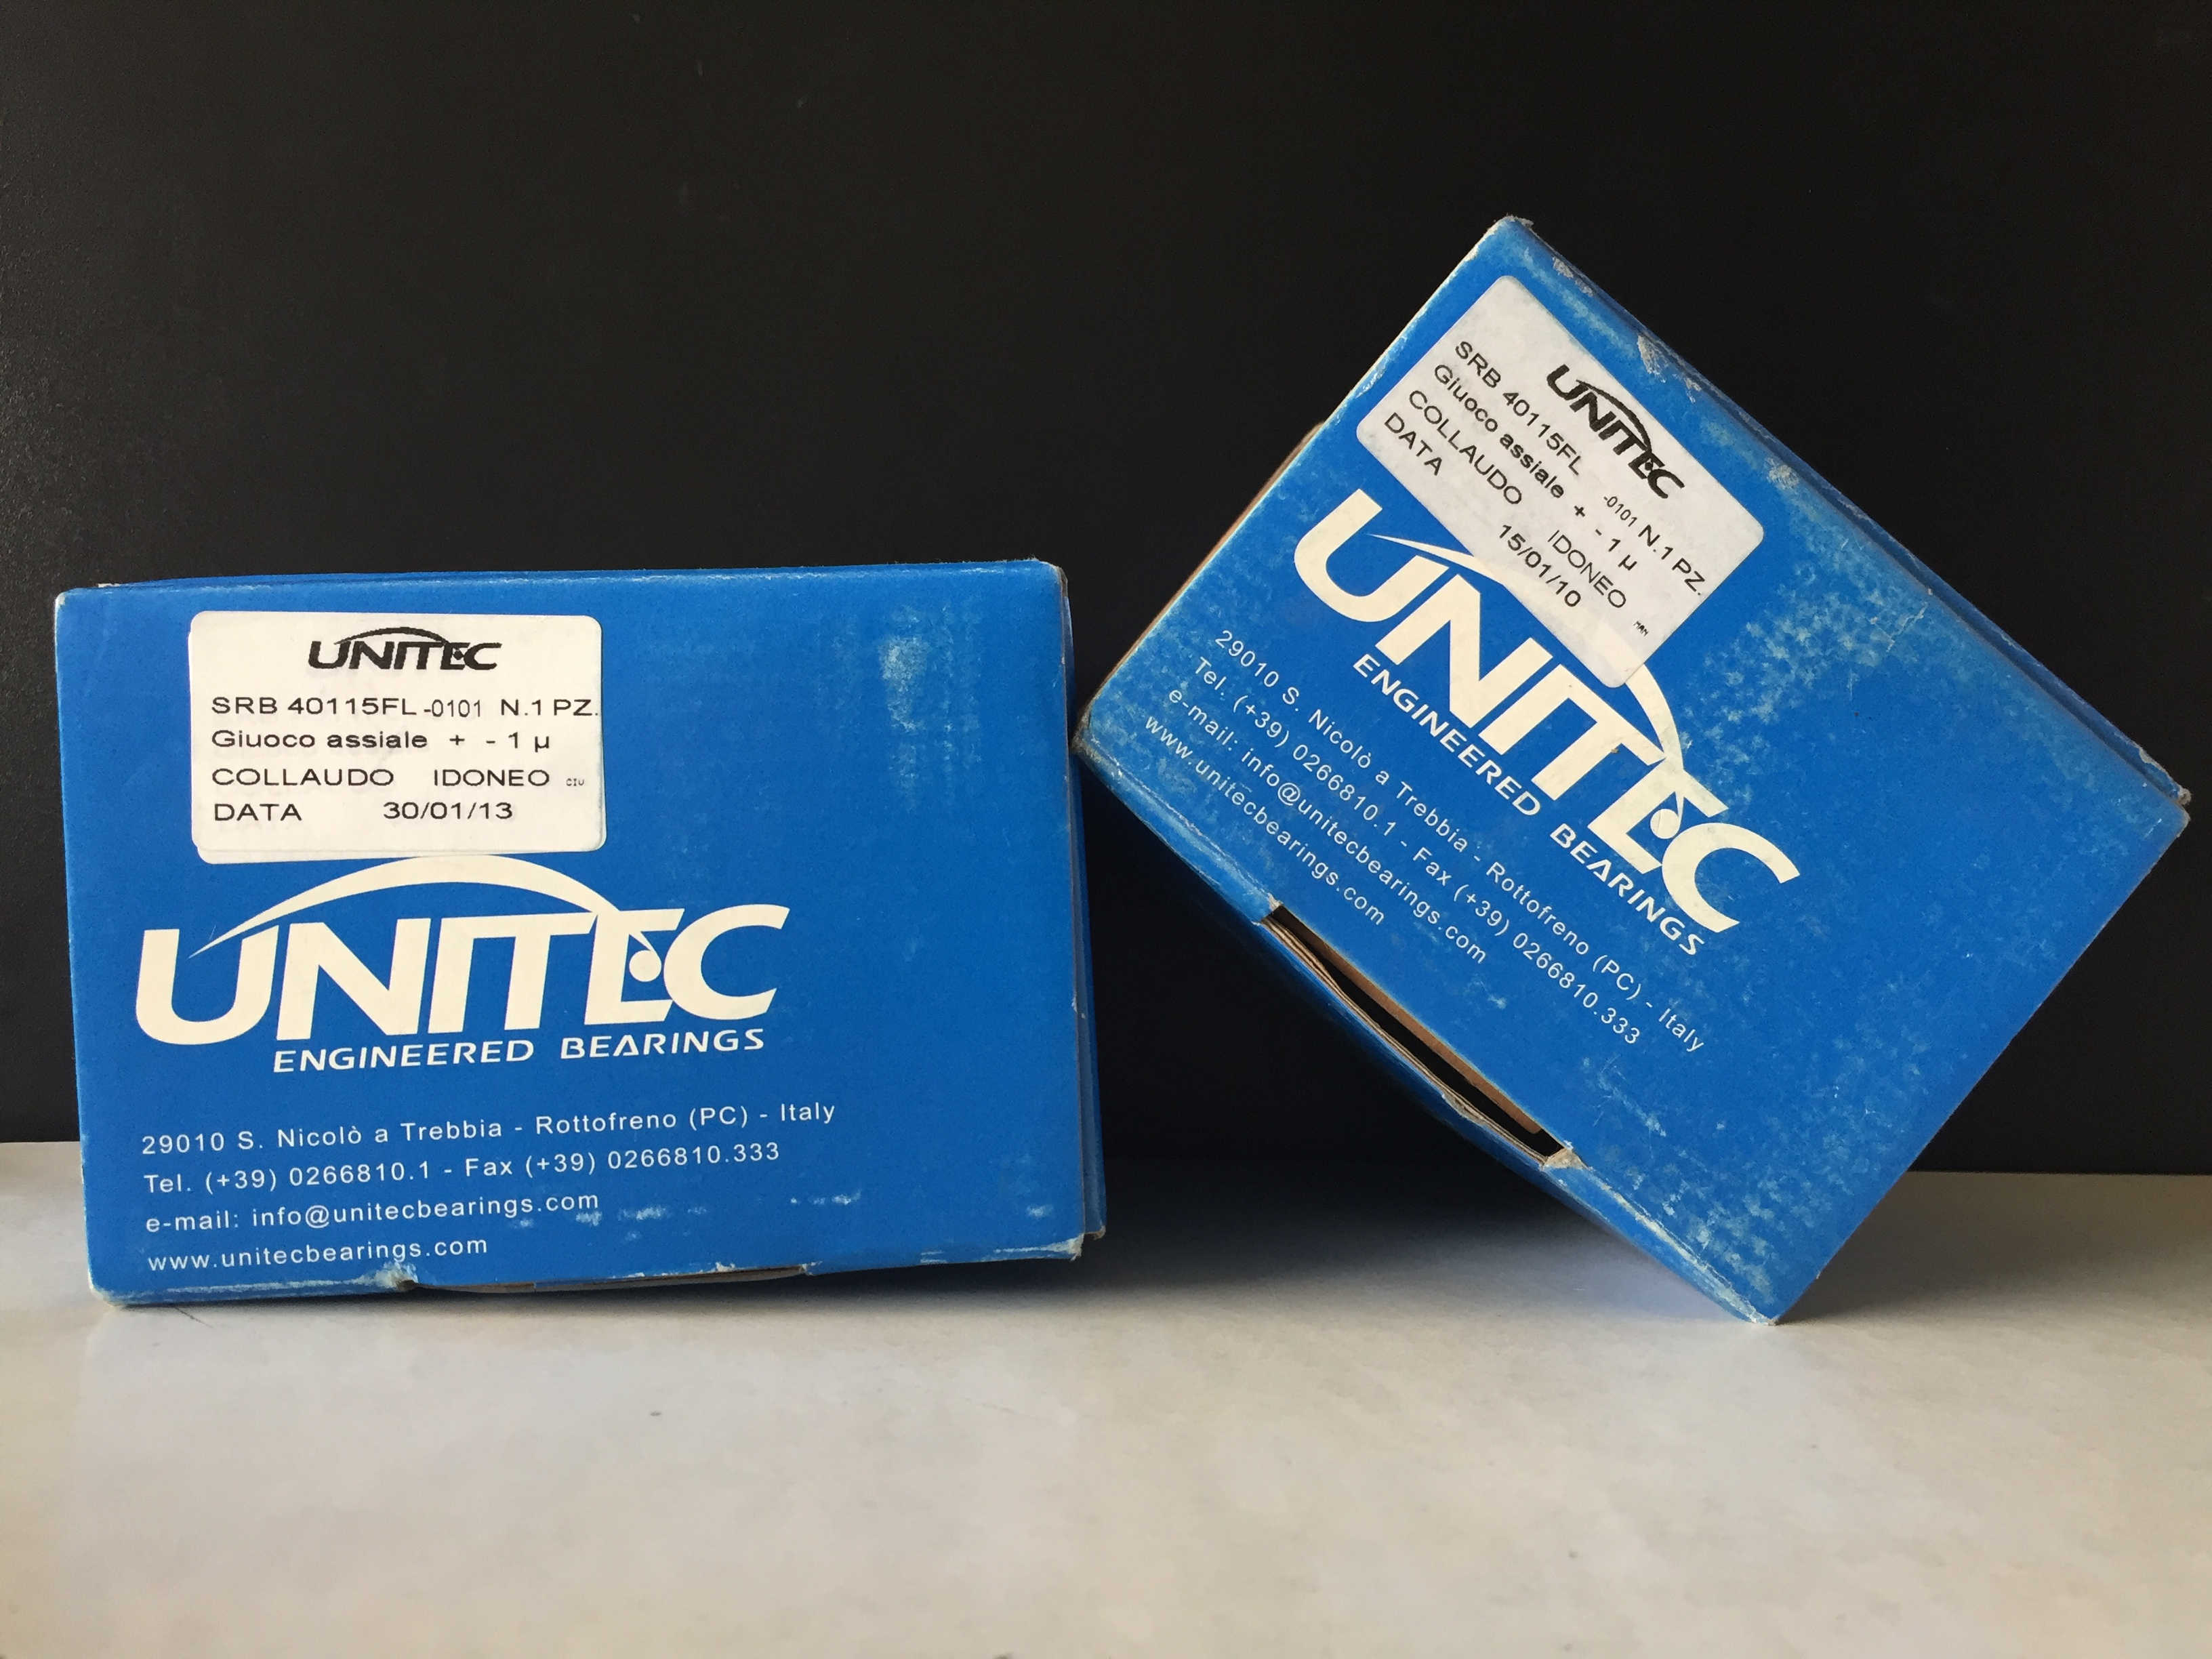 UNITEC
SRB 40115FL -0101 N.1 PZ.
Giuoco assiale + - 1 µ
COLLAUDO IDONEO CIV
DATA 30/01/13
UNITEC
ENGINEERED BEARINGS
29010 S. Nicolò a Trebbia - Rottofreno (PC) - Italy
Tel. (+39) 0266810.1 - Fax (+39) 0266810.333
e-mail: info@unitecbearings.com
www.unitecbearings.com
UNITEC
SRB 40115FL -0101 N.1 PZ.
Giuoco assiale + - 1 µ
COLLAUDO IDONEO
DATA 15/01/10
UNITEC
ENGINEERED BEARINGS
29010 S. Nicolò a Trebbia - Rottofreno (PC) - Italy
Tel. (+39) 0266810.1 - Fax (+39) 0266810.333
e-mail: info@unitecbearings.com
www.unitecbearings.com